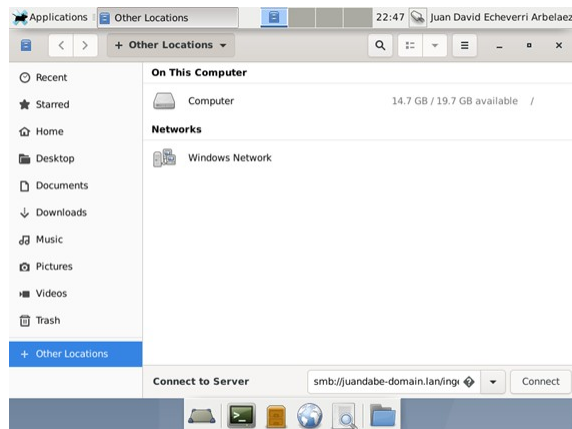 Applications
Other Locations
22:47
Juan David Echeverri Arbelaez
+ Other Locations
Recent
Starred
Home
Desktop
Documents
Downloads
Music
Pictures
Videos
Trash
+ Other Locations
On This Computer
Computer 14.7 GB / 19.7 GB available /
Networks
Windows Network
Connect to Server
smb://juandabe-domain.lan/inge
Connect